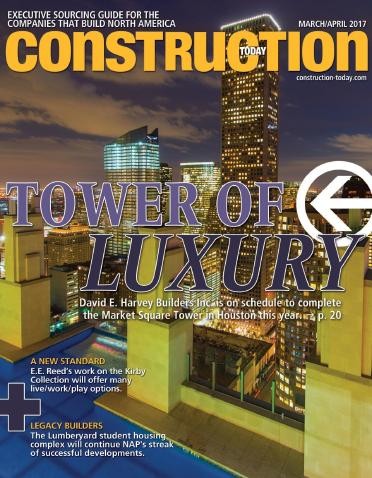 EXECUTIVE SOURCING GUIDE FOR THE
COMPANIES THAT BUILD NORTH AMERICA
MARCH/APRIL 2017
CONSTRUCTION
TODAY
construction-today.com
TOWER OF
LUXURY
David E. Harvey Builders Inc. is on schedule to complete
the Market Square Tower in Houston this year. p. 20
A NEW STANDARD
E.E. Reed's work on the Kirby
Collection will offer many
live/work/play options.
LEGACY BUILDERS
The Lumberyard student housing
complex will continue NAP's streak
of successful developments.